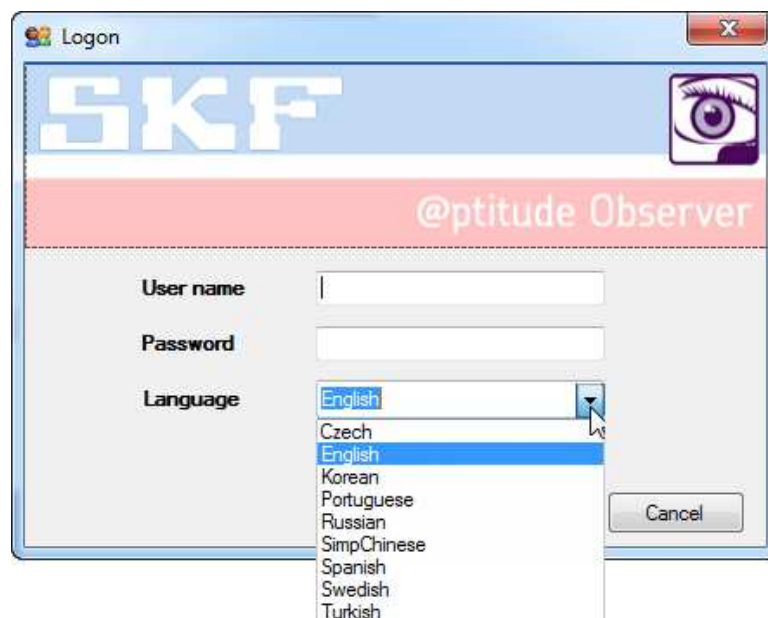 Logon
SKF
@ptitude Observer
User name
Password
Language English
Czech
English
Korean
Portuguese
Russian
Cancel
SimpChinese
Spanish
Swedish
Turkish